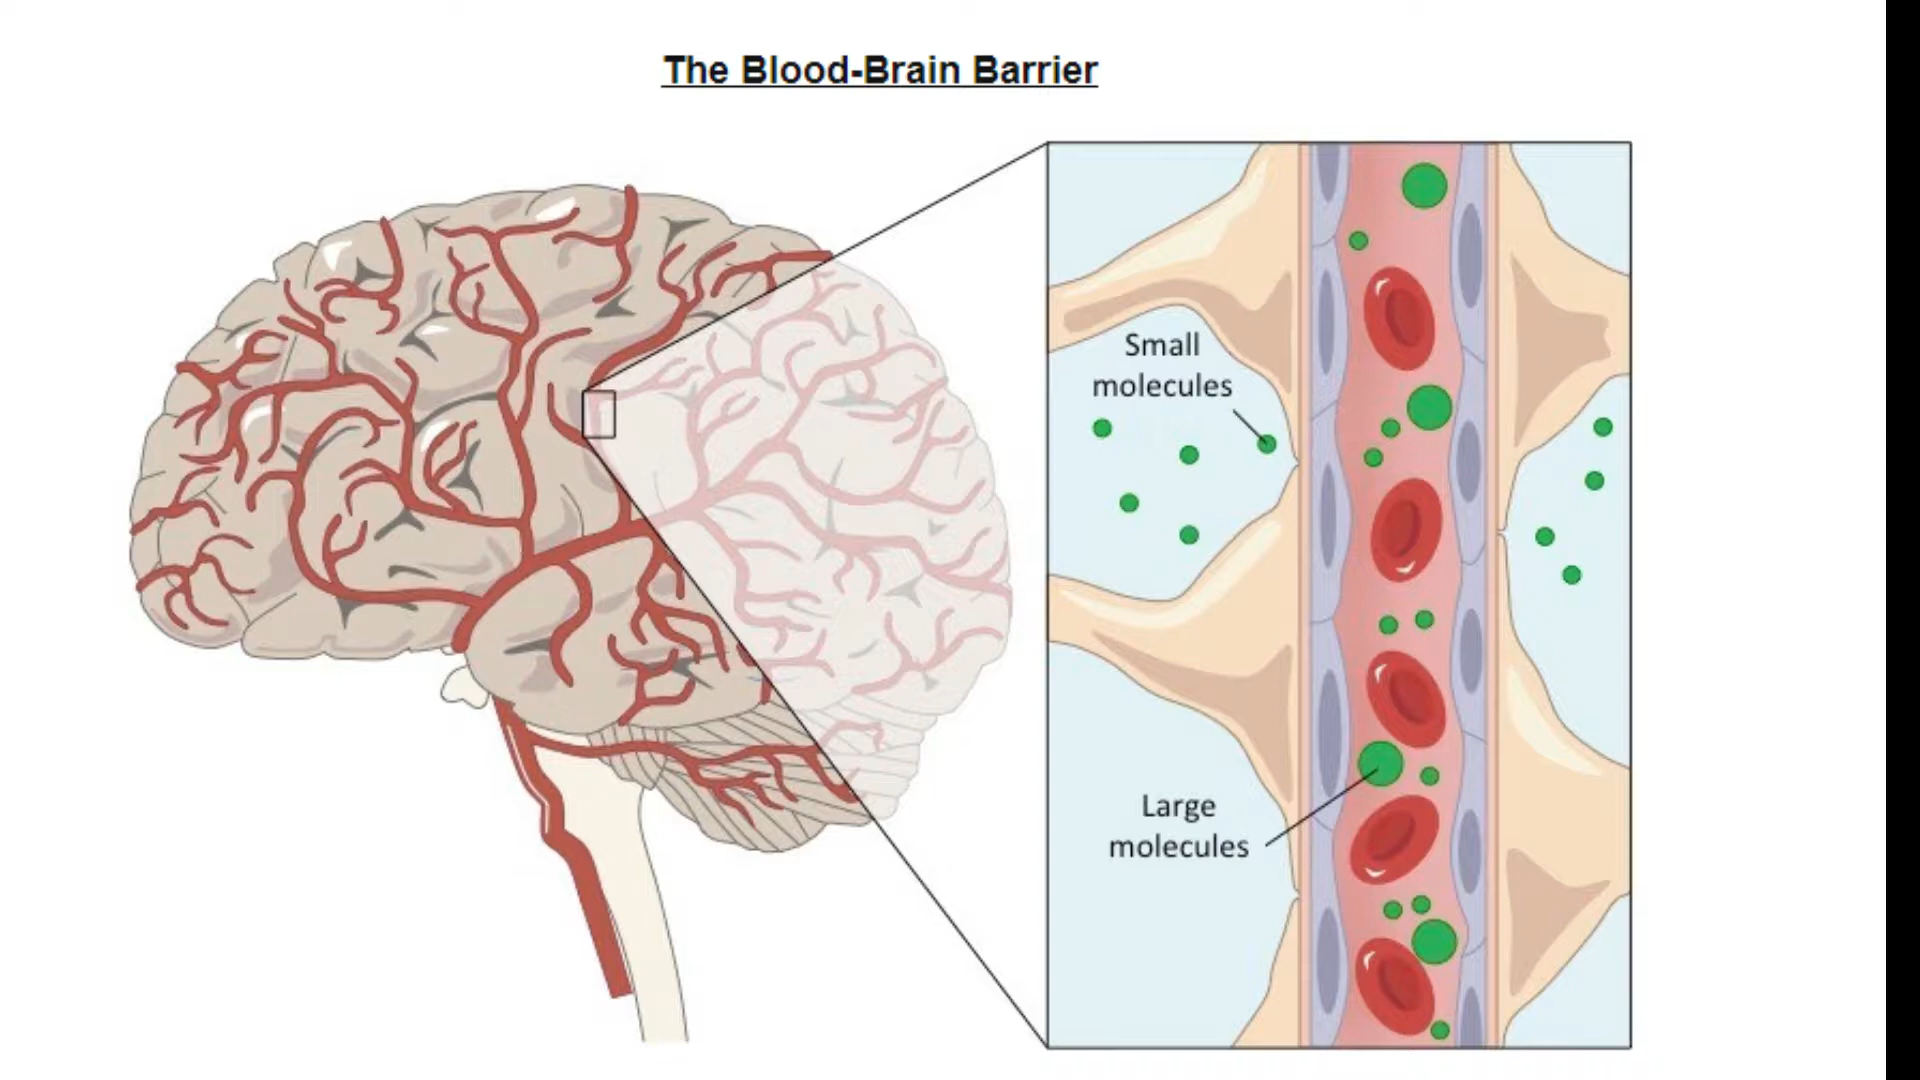 The Blood-Brain Barrier
Small
molecules
Large
molecules